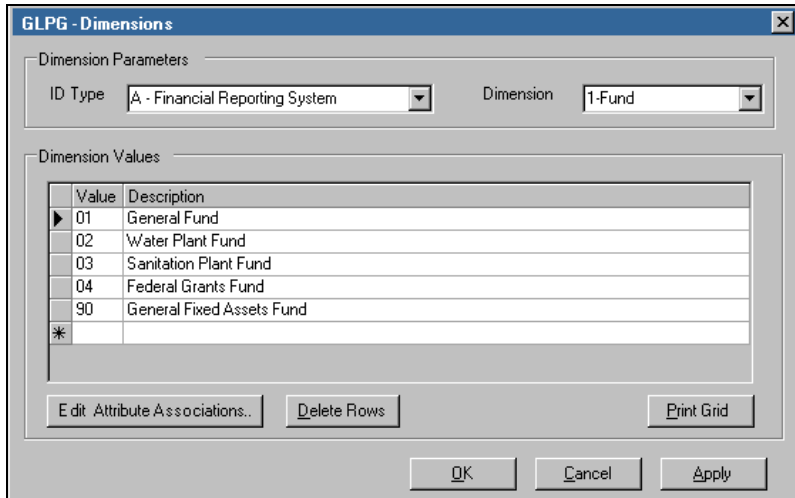 GLPG - Dimensions
Dimension Parameters
ID Type A - Financial Reporting System Dimension 1-Fund
Dimension Values
Value Description
01 General Fund
02 Water Plant Fund
03 Sanitation Plant Fund
04 Federal Grants Fund
90 General Fixed Assets Fund
Edit Attribute Associations.. Delete Rows Print Grid
OK Cancel Apply